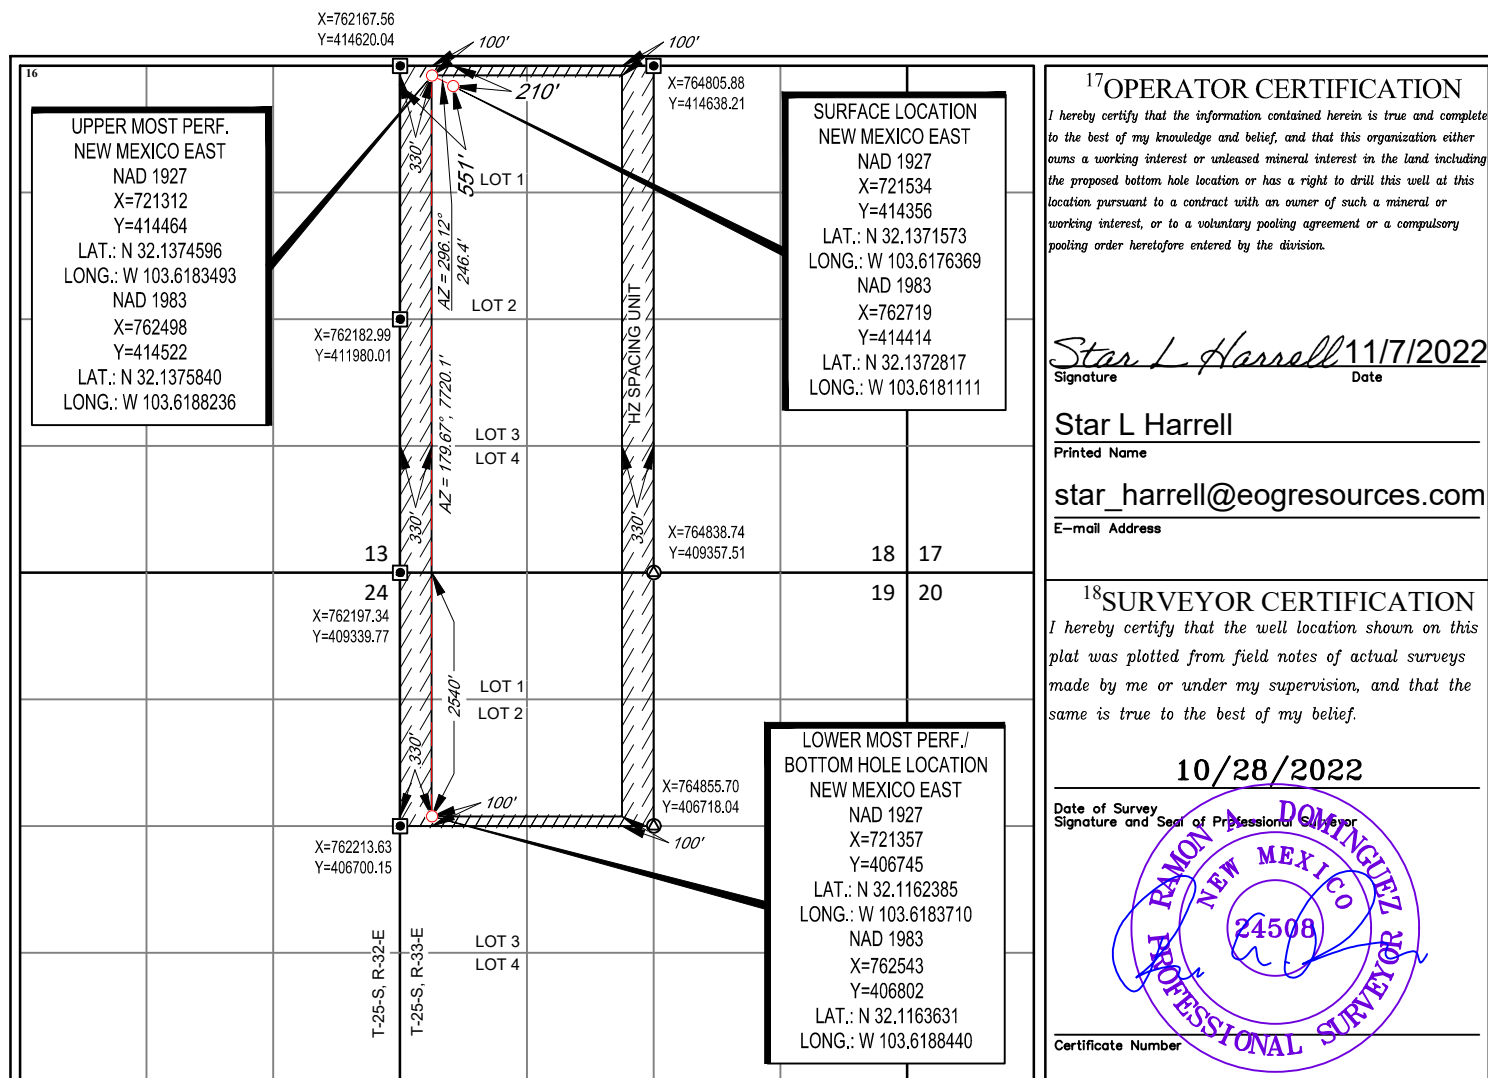 X=762167.56
Y=414620.04
100'
100'
16
X=764805.88
Y=414638.21
210'
330'
551'
LOT 1
AZ = 296.12°
246.4'
LOT 2
UPPER MOST PERF.
NEW MEXICO EAST
NAD 1927
X=721312
Y=414464
LAT.: N 32.1374596
LONG.: W 103.6183493
NAD 1983
X=762498
Y=414522
LAT.: N 32.1375840
LONG.: W 103.6188236
SURFACE LOCATION
NEW MEXICO EAST
NAD 1927
X=721534
Y=414356
LAT.: N 32.1371573
LONG.: W 103.6176369
NAD 1983
X=762719
Y=414414
LAT.: N 32.1372817
LONG.: W 103.6181111
X=762182.99
Y=411980.01
HZ SPACING UNIT
AZ = 179.67°, 7720.1'
LOT 3
LOT 4
330'
330'
X=764838.74
Y=409357.51
13
18 17
24
19 20
X=762197.34
Y=409339.77
LOT 1
2540'
LOT 2
330'
100'
X=764855.70
Y=406718.04
100'
X=762213.63
Y=406700.15
LOWER MOST PERF./
BOTTOM HOLE LOCATION
NEW MEXICO EAST
NAD 1927
X=721357
Y=406745
LAT.: N 32.1162385
LONG.: W 103.6183710
NAD 1983
X=762543
Y=406802
LAT.: N 32.1163631
LONG.: W 103.6188440
LOT 3
LOT 4
T-25-S, R-32-E
T-25-S, R-33-E
17OPERATOR CERTIFICATION
I hereby certify that the information contained herein is true and complete
to the best of my knowledge and belief, and that this organization either
owns a working interest or unleased mineral interest in the land including
the proposed bottom hole location or has a right to drill this well at this
location pursuant to a contract with an owner of such a mineral or
working interest, or to a voluntary pooling agreement or a compulsory
pooling order heretofore entered by the division.
Star L Harrell 11/7/2022
Signature Date
Star L Harrell
Printed Name
star_harrell@eogresources.com
E-mail Address
18SURVEYOR CERTIFICATION
I hereby certify that the well location shown on this
plat was plotted from field notes of actual surveys
made by me or under my supervision, and that the
same is true to the best of my belief.
10/28/2022
Date of Survey
Signature and Seal of Professional Surveyor
RAMON A. DOMINGUEZ
NEW MEXICO
24508
PROFESSIONAL SURVEYOR
Certificate Number